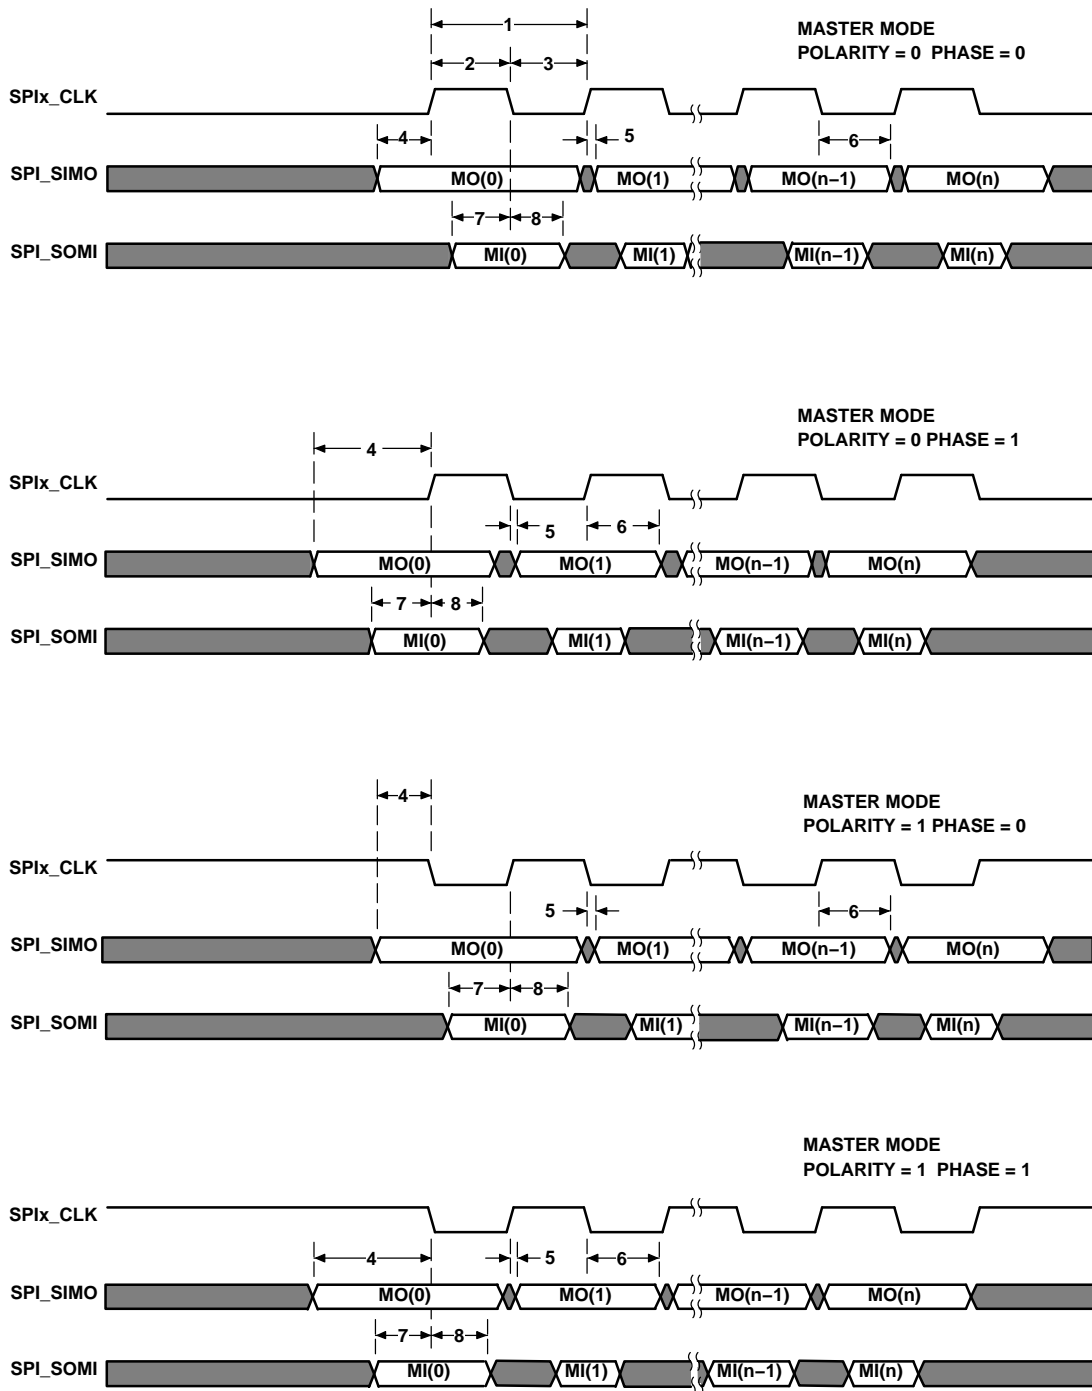 1
MASTER MODE
POLARITY = 0 PHASE = 0
2 3
SPIx_CLK
4 5 6
SPI_SIMO MO(0) MO(1) MO(n−1) MO(n)
7 8
SPI_SOMI MI(0) MI(1) MI(n−1) MI(n)
MASTER MODE
POLARITY = 0 PHASE = 1
4
SPIx_CLK
5 6
SPI_SIMO MO(0) MO(1) MO(n−1) MO(n)
7 8
SPI_SOMI MI(0) MI(1) MI(n−1) MI(n)
4
MASTER MODE
POLARITY = 1 PHASE = 0
SPIx_CLK
5 6
SPI_SIMO MO(0) MO(1) MO(n−1) MO(n)
7 8
SPI_SOMI MI(0) MI(1) MI(n−1) MI(n)
MASTER MODE
POLARITY = 1 PHASE = 1
SPIx_CLK
4 5 6
SPI_SIMO MO(0) MO(1) MO(n−1) MO(n)
7 8
SPI_SOMI MI(0) MI(1) MI(n−1) MI(n)